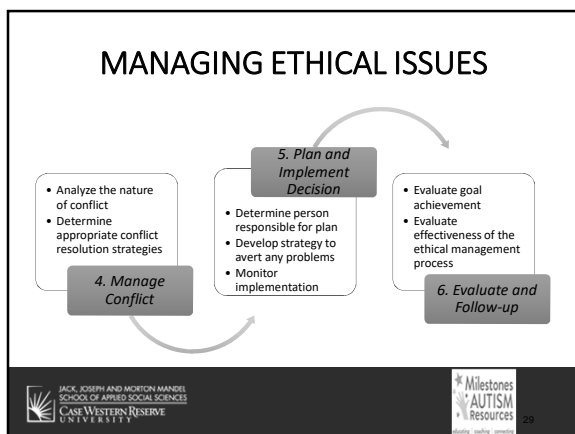 MANAGING ETHICAL ISSUES
• Analyze the nature
of conflict
• Determine
appropriate conflict
resolution strategies
4. Manage
Conflict
5. Plan and
Implement
Decision
• Determine person
responsible for plan
• Develop strategy to
avert any problems
• Monitor
implementation
• Evaluate goal
achievement
• Evaluate
effectiveness of the
ethical management
process
6. Evaluate and
Follow-up
JACK, JOSEPH AND MORTON MANDEL
SCHOOL OF APPLIED SOCIAL SCIENCES
CASE WESTERN RESERVE
UNIVERSITY
Milestones
AUTISM
Resources
educating | coaching | connecting
29